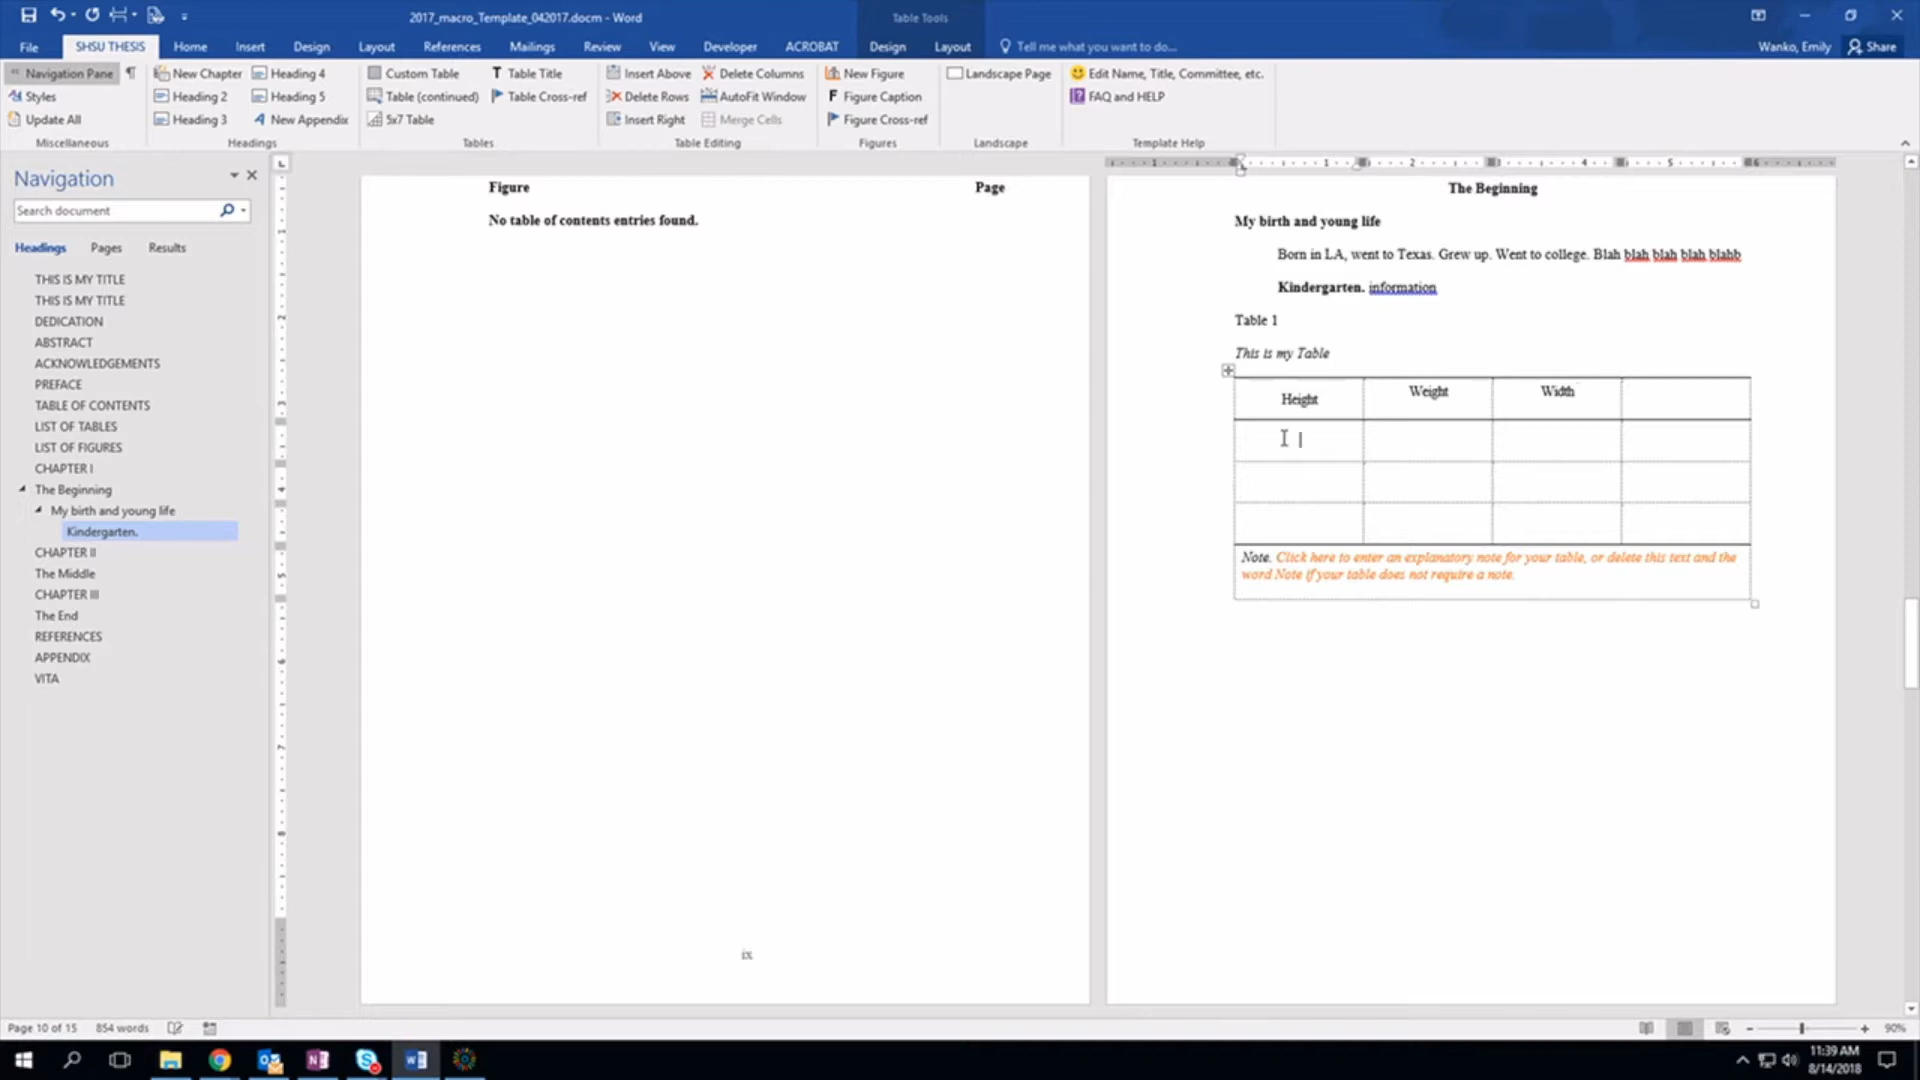 2017_macro_Template_042017.docm - Word
Table Tools
File SHSU THESIS Home Insert Design Layout References Mailings Review View Developer ACROBAT Design Layout Tell me what you want to do... Wanko, Emily Share
Navigation Pane ¶ New Chapter Heading 4 Custom Table T Table Title Insert Above Delete Columns New Figure Landscape Page Edit Name, Title, Committee, etc.
Styles Heading 2 Heading 5 Table (continued) Table Cross-ref Delete Rows AutoFit Window F Figure Caption FAQ and HELP
Update All Heading 3 New Appendix 5x7 Table Insert Right Merge Cells Figure Cross-ref
Miscellaneous Headings Tables Table Editing Figures Landscape Template Help
Navigation
Search document
Headings Pages Results
THIS IS MY TITLE
THIS IS MY TITLE
DEDICATION
ABSTRACT
ACKNOWLEDGEMENTS
PREFACE
TABLE OF CONTENTS
LIST OF TABLES
LIST OF FIGURES
CHAPTER I
The Beginning
My birth and young life
Kindergarten.
CHAPTER II
The Middle
CHAPTER III
The End
REFERENCES
APPENDIX
VITA
Figure Page
No table of contents entries found.
ix
The Beginning
My birth and young life
Born in LA, went to Texas. Grew up. Went to college. Blah blah blah blah blahb
Kindergarten. information
Table 1
This is my Table
Height Weight Width
Note. Click here to enter an explanatory note for your table, or delete this text and the
word Note if your table does not require a note.
Page 10 of 15 854 words 90%
11:39 AM
8/14/2018